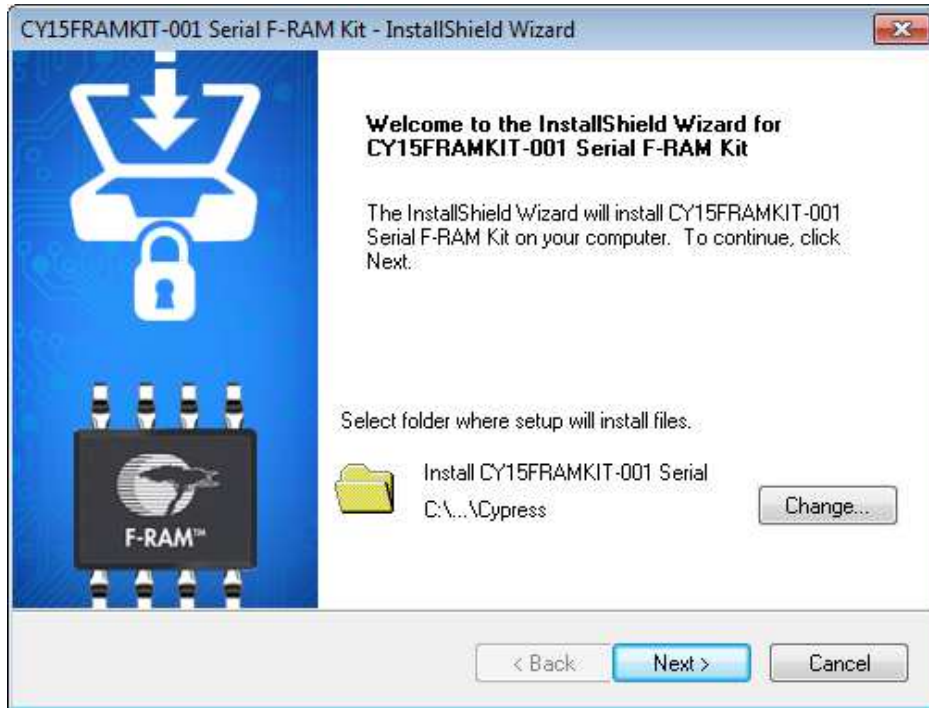 CY15FRAMKIT-001 Serial F-RAM Kit - InstallShield Wizard
Welcome to the InstallShield Wizard for
CY15FRAMKIT-001 Serial F-RAM Kit
The InstallShield Wizard will install CY15FRAMKIT-001
Serial F-RAM Kit on your computer.  To continue, click
Next.
Select folder where setup will install files.
Install CY15FRAMKIT-001 Serial
C:\...\Cypress
Change...
F-RAM™
< Back
Next >
Cancel